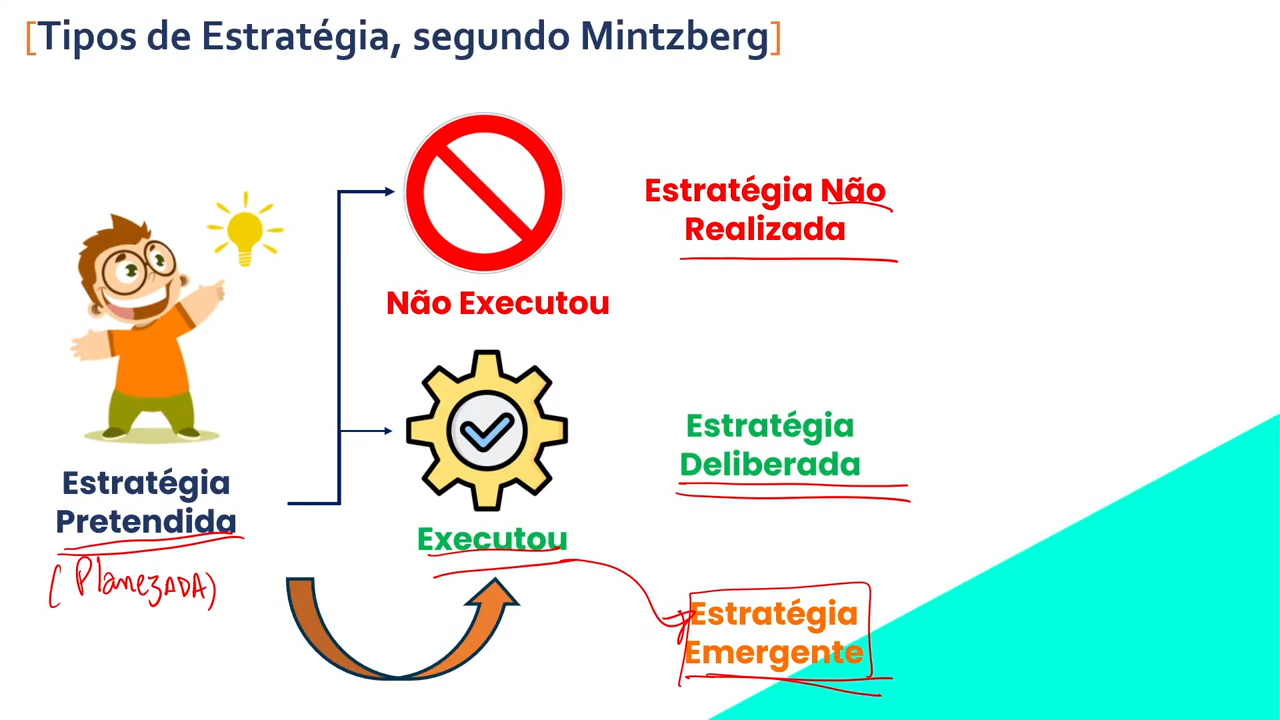 [Tipos de Estratégia, segundo Mintzberg]
Estratégia Não
Realizada
Não Executou
Estratégia
Deliberada
Estratégia
Pretendida
(PlanezADA)
Executou
Estratégia
Emergente